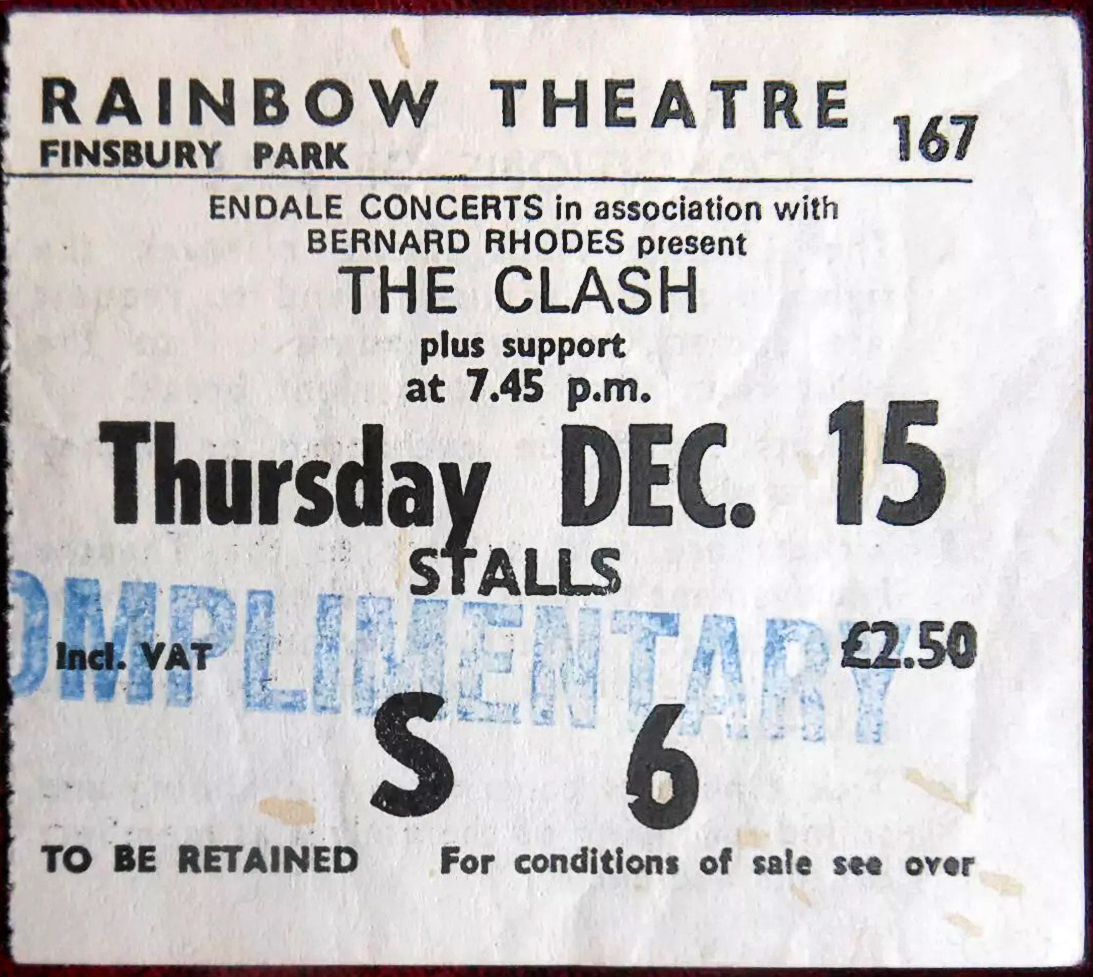 RAINBOW THEATRE 167
FINSBURY PARK
ENDALE CONCERTS in association with
BERNARD RHODES present
THE CLASH
plus support
at 7.45 p.m.
Thursday DEC. 15
STALLS
OMPLIMENTARY
Incl. VAT £2.50
S 6
TO BE RETAINED For conditions of sale see over